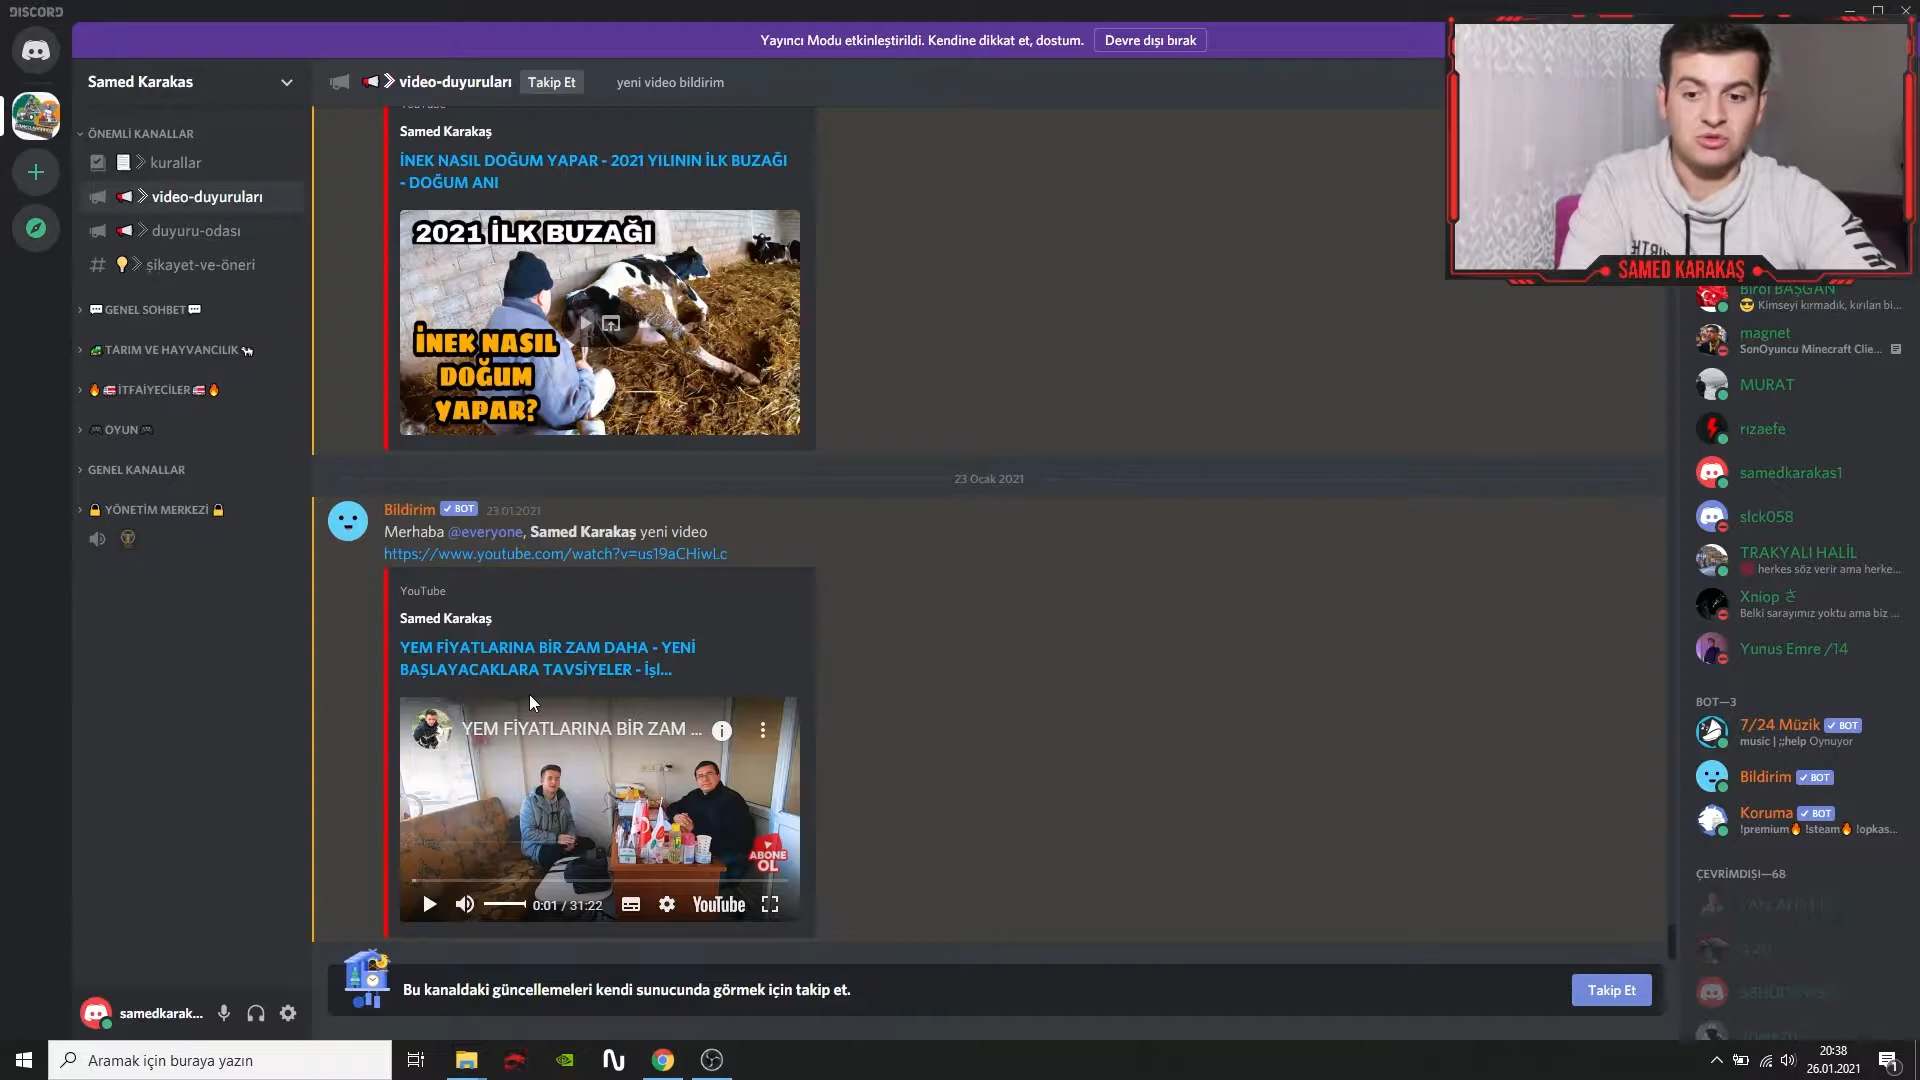 DISCORD
Yayıncı Modu etkinleştirildi. Kendine dikkat et, dostum.
Devre dışı bırak
Samed Karakas
video-duyuruları
Takip Et
yeni video bildirim
ÖNEMLİ KANALLAR
kurallar
video-duyuruları
duyuru-odası
şikayet-ve-öneri
GENEL SOHBET
TARIM VE HAYVANCILIK
İTFAİYECİLER
OYUN
GENEL KANALLAR
YÖNETİM MERKEZİ
Samed Karakaş
İNEK NASIL DOĞUM YAPAR - 2021 YILININ İLK BUZAĞI
- DOĞUM ANI
2021 İLK BUZAĞI
İNEK NASIL
DOĞUM
YAPAR?
23 Ocak 2021
Bildirim BOT 23.01.2021
Merhaba @everyone, Samed Karakaş yeni video
https://www.youtube.com/watch?v=us19aCHiwLc
YouTube
Samed Karakaş
YEM FİYATLARINA BİR ZAM DAHA - YENİ
BAŞLAYACAKLARA TAVSİYELER - İşl...
YEM FİYATLARINA BİR ZAM ...
ABONE
OL
0:01 / 31:22
YouTube
Bu kanaldaki güncellemeleri kendi sunucunda görmek için takip et.
Takip Et
SAMED KARAKAŞ
Birol BAŞGAN
Kimseyi kırmadık, kırılan bi...
magnet
SonOyuncu Minecraft Clie...
MURAT
rızaefe
samedkarakas1
slck058
TRAKYALI HALİL
herkes söz verir ama herke...
Xniop さ
Belki sarayımız yoktu ama biz ...
Yunus Emre /14
BOT—3
7/24 Müzik BOT
music | ;;help Oynuyor
Bildirim BOT
Koruma BOT
!premium🔥 !steam🔥 !opkas...
ÇEVRİMDIŞI—68
samedkarak...
Aramak için buraya yazın
20:38
26.01.2021
1